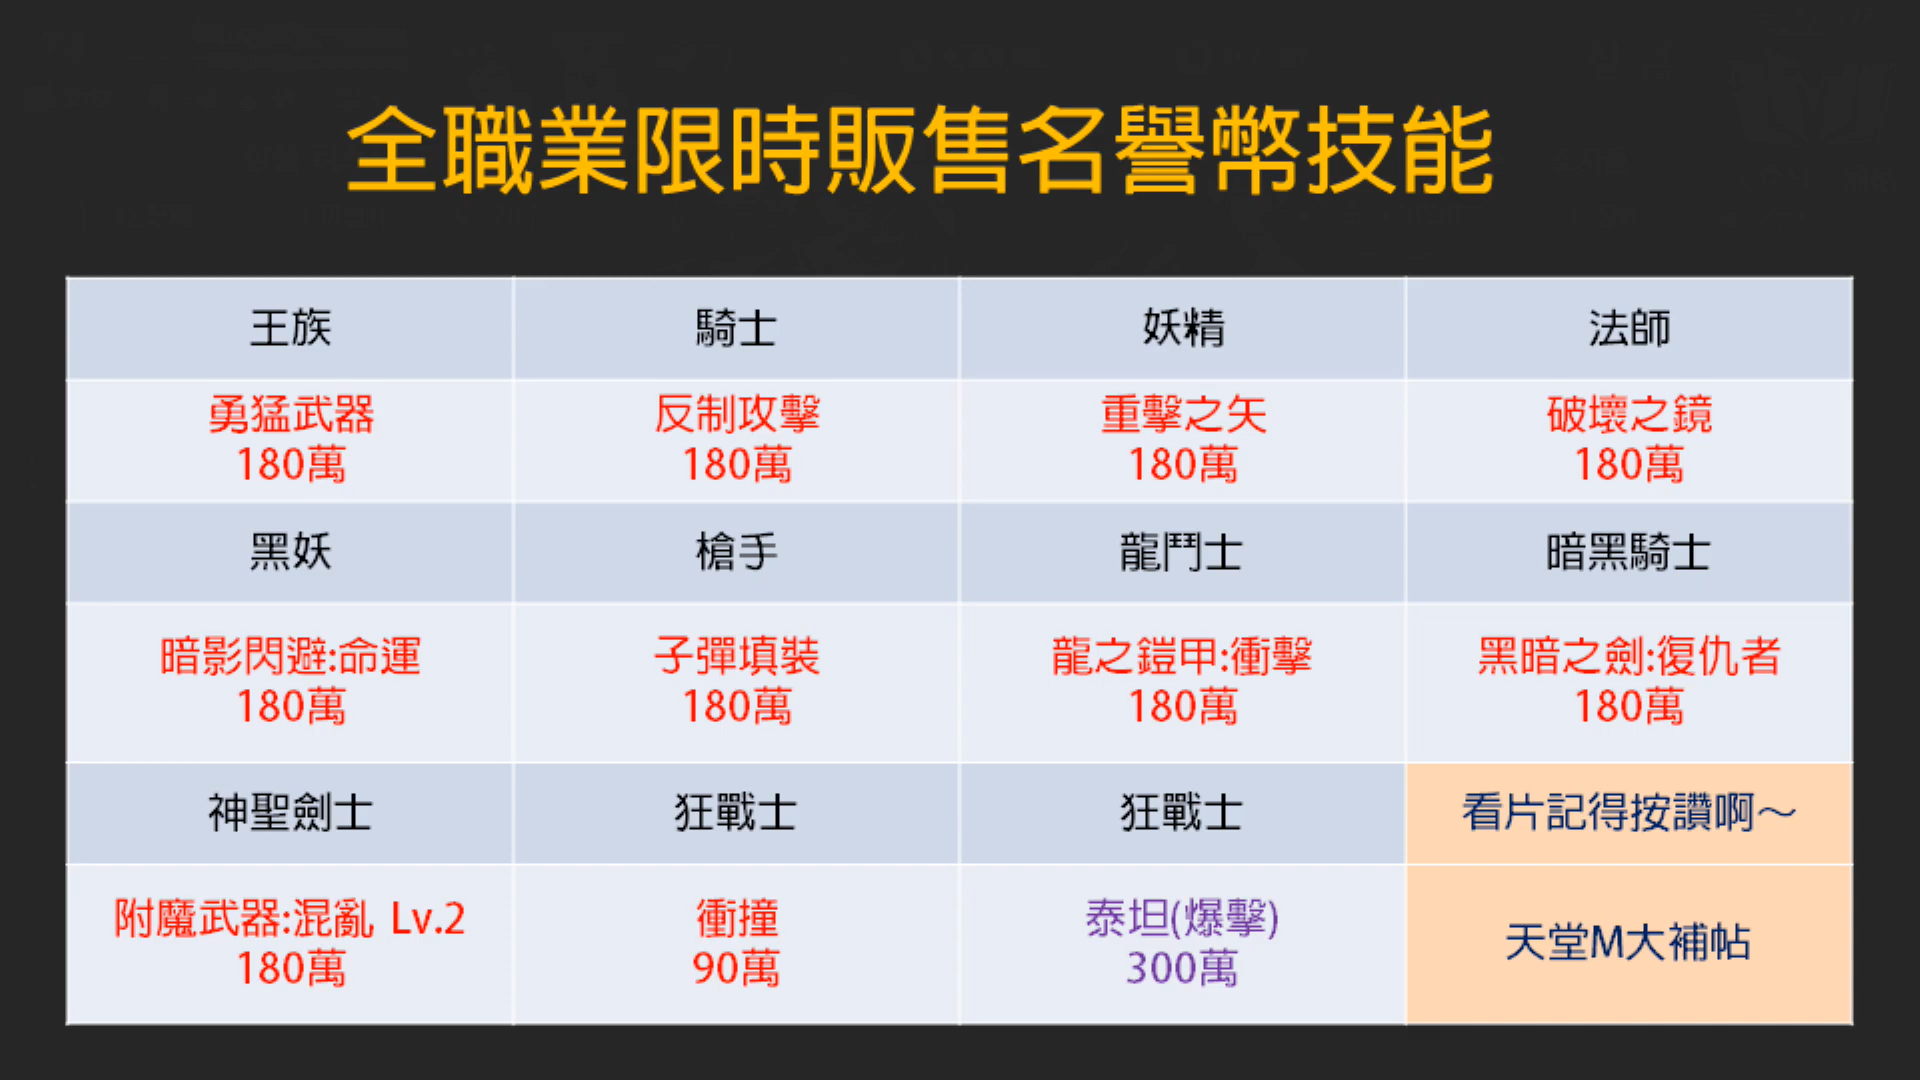 全職業限時販售名譽幣技能
王族
騎士
妖精
法師
勇猛武器
180萬
反制攻擊
180萬
重擊之矢
180萬
破壞之鏡
180萬
黑妖
槍手
龍鬥士
暗黑騎士
暗影閃避:命運
180萬
子彈填裝
180萬
龍之鎧甲:衝擊
180萬
黑暗之劍:復仇者
180萬
神聖劍士
狂戰士
狂戰士
看片記得按讚啊～
附魔武器:混亂 Lv.2
180萬
衝撞
90萬
泰坦(爆擊)
300萬
天堂M大補帖